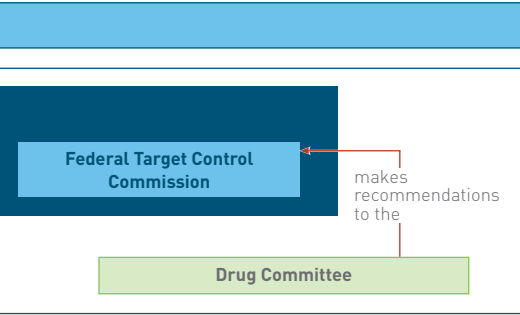 Federal Target Control
Commission
makes
recommendations
to the
Drug Committee